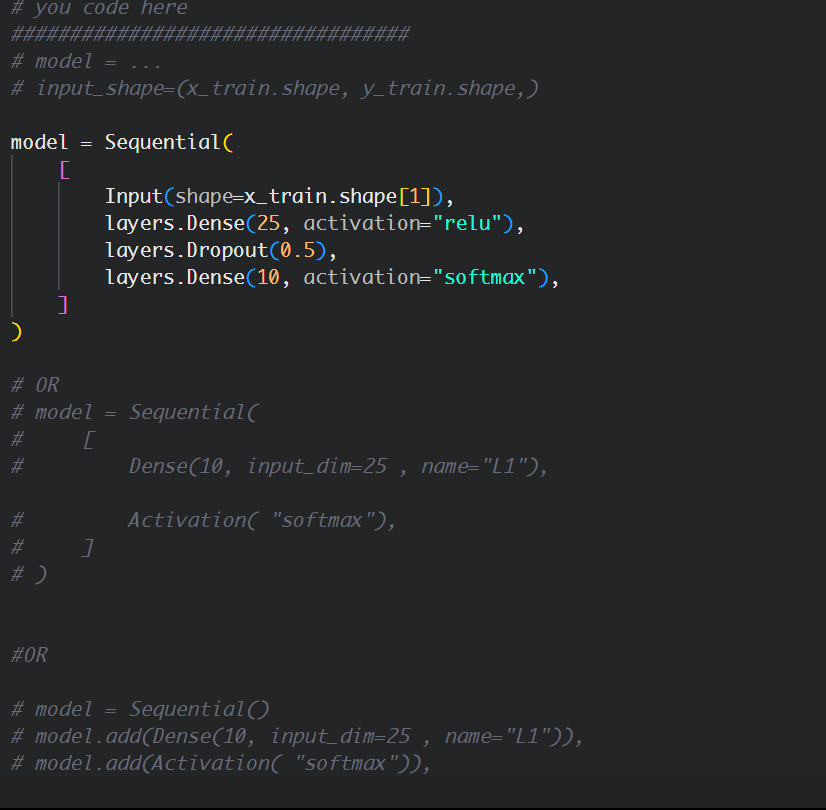 # you code here
##################################
# model = ...
# input_shape=(x_train.shape, y_train.shape,)
model = Sequential(
[
Input(shape=x_train.shape[1]),
layers.Dense(25, activation="relu"),
layers.Dropout(0.5),
layers.Dense(10, activation="softmax"),
]
)
# OR
# model = Sequential(
# [
# Dense(10, input_dim=25 , name="L1"),
# Activation( "softmax"),
# ]
# )
#OR
# model = Sequential()
# model.add(Dense(10, input_dim=25 , name="L1")),
# model.add(Activation( "softmax")),